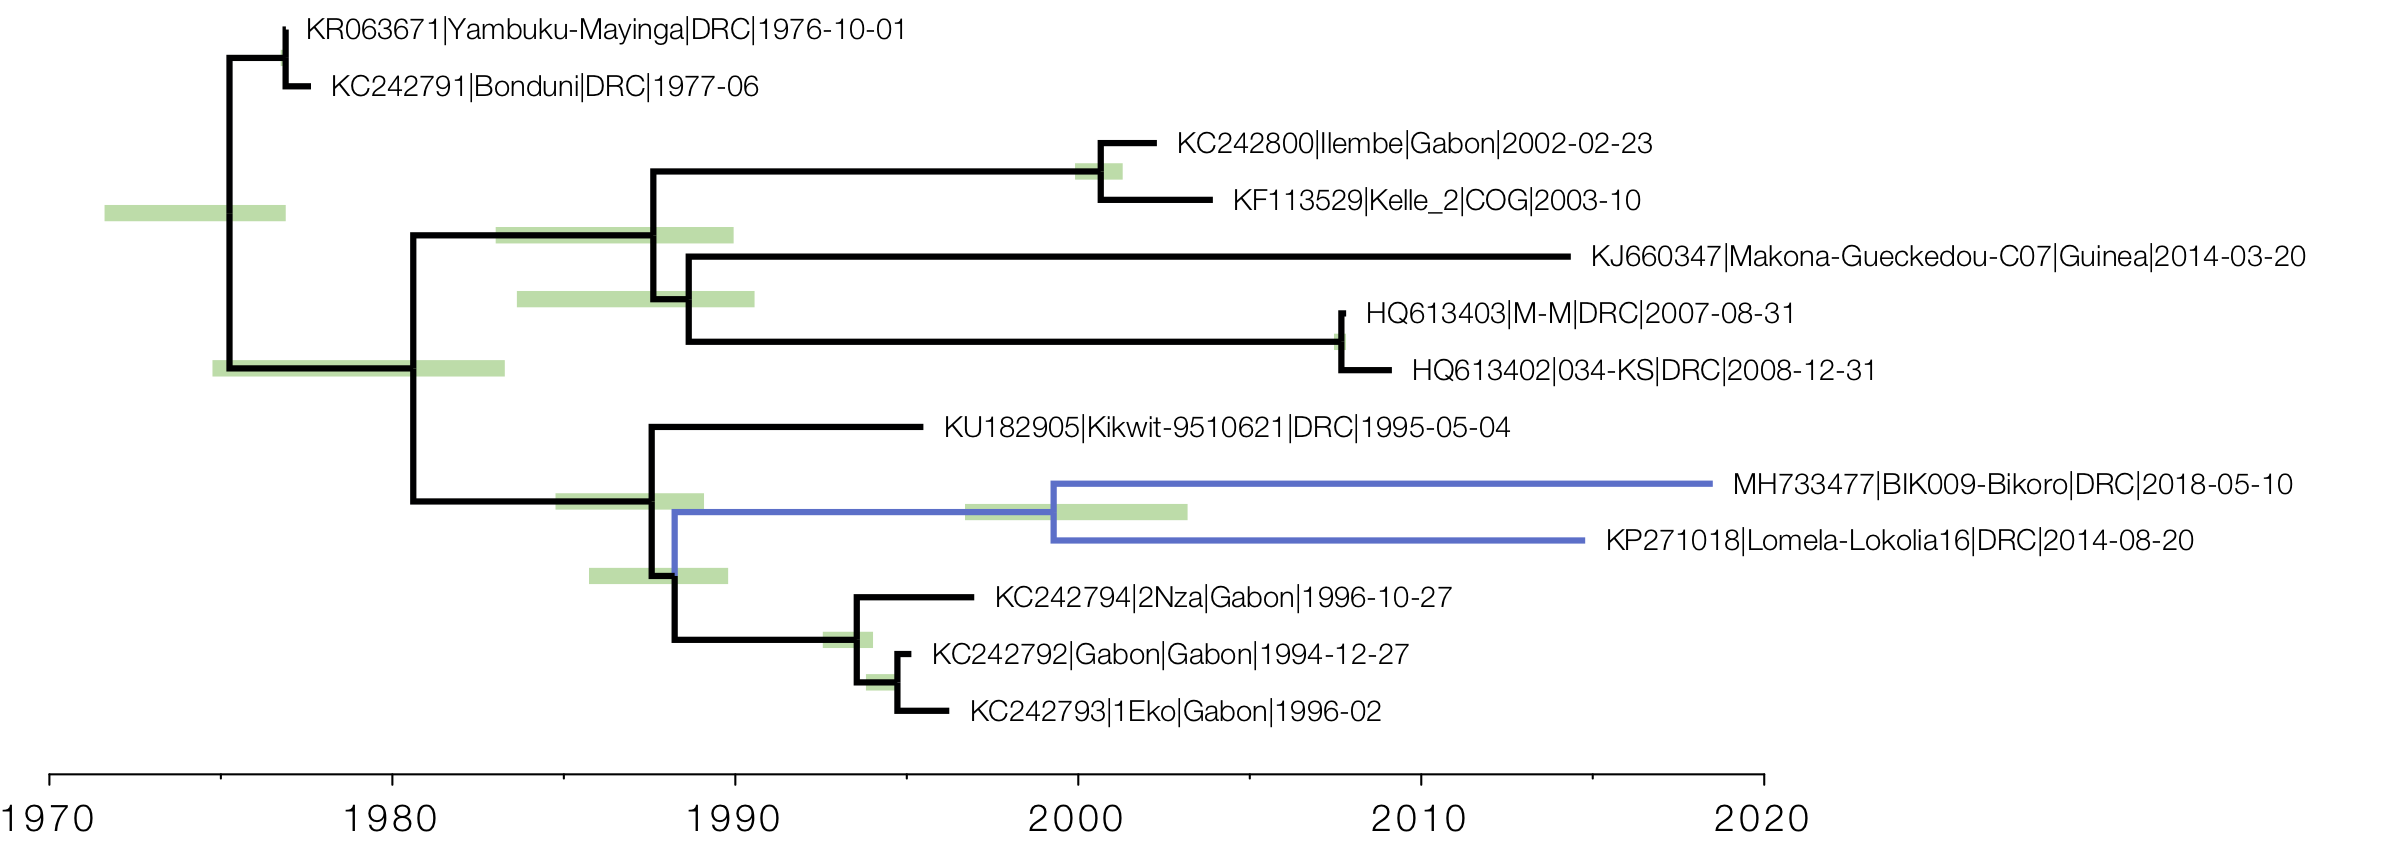 KR063671|Yambuku-Mayinga|DRC|1976-10-01
KC242791|Bonduni|DRC|1977-06
KC242800|Ilembe|Gabon|2002-02-23
KF113529|Kelle_2|COG|2003-10
KJ660347|Makona-Gueckedou-C07|Guinea|2014-03-20
HQ613403|M-M|DRC|2007-08-31
HQ613402|034-KS|DRC|2008-12-31
KU182905|Kikwit-9510621|DRC|1995-05-04
MH733477|BIK009-Bikoro|DRC|2018-05-10
KP271018|Lomela-Lokolia16|DRC|2014-08-20
KC242794|2Nza|Gabon|1996-10-27
KC242792|Gabon|Gabon|1994-12-27
KC242793|1Eko|Gabon|1996-02
1970 1980 1990 2000 2010 2020